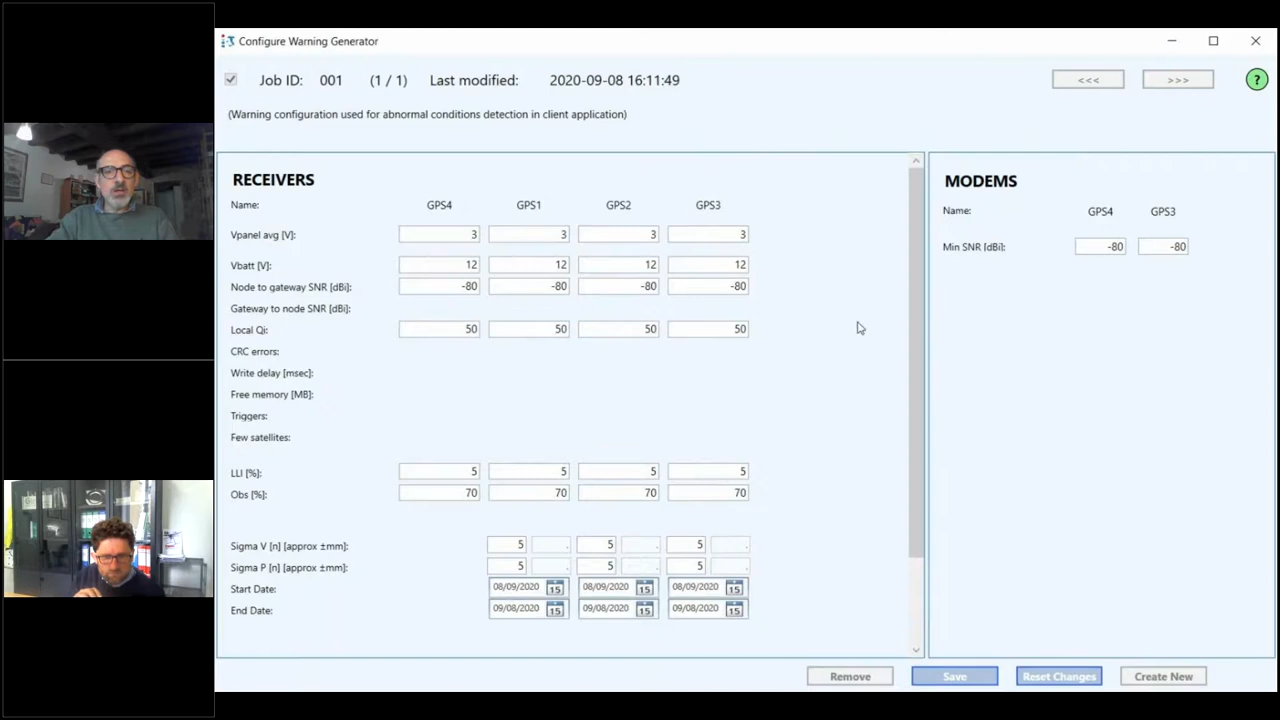 Configure Warning Generator
Job ID: 001 (1 / 1) Last modified: 2020-09-08 16:11:49 <<< >>> ?
(Warning configuration used for abnormal conditions detection in client application)
RECEIVERS
Name: GPS4 GPS1 GPS2 GPS3
Vpanel avg [V]: 3 3 3 3
Vbatt [V]: 12 12 12 12
Node to gateway SNR [dBi]: -80 -80 -80 -80
Gateway to node SNR [dBi]:
Local Qi: 50 50 50 50
CRC errors:
Write delay [msec]:
Free memory [MB]:
Triggers:
Few satellites:
LLI [%]: 5 5 5 5
Obs [%]: 70 70 70 70
Sigma V [n] [approx ±mm]: 5 . 5 . 5 .
Sigma P [n] [approx ±mm]: 5 . 5 . 5 .
Start Date: 08/09/2020 15 08/09/2020 15 08/09/2020 15
End Date: 09/08/2020 15 09/08/2020 15 09/08/2020 15
MODEMS
Name: GPS4 GPS3
Min SNR [dBi]: -80 -80
Remove Save Reset Changes Create New